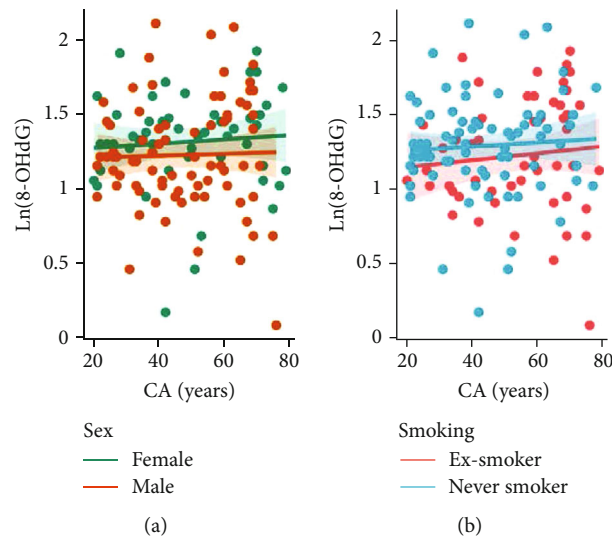 2
1.5
1
0.5
0
Ln(8-OHdG)
20 40 60 80
CA (years)
Sex
Female
Male
(a)
2
1.5
1
0.5
0
Ln(8-OHdG)
20 40 60 80
CA (years)
Smoking
Ex-smoker
Never smoker
(b)